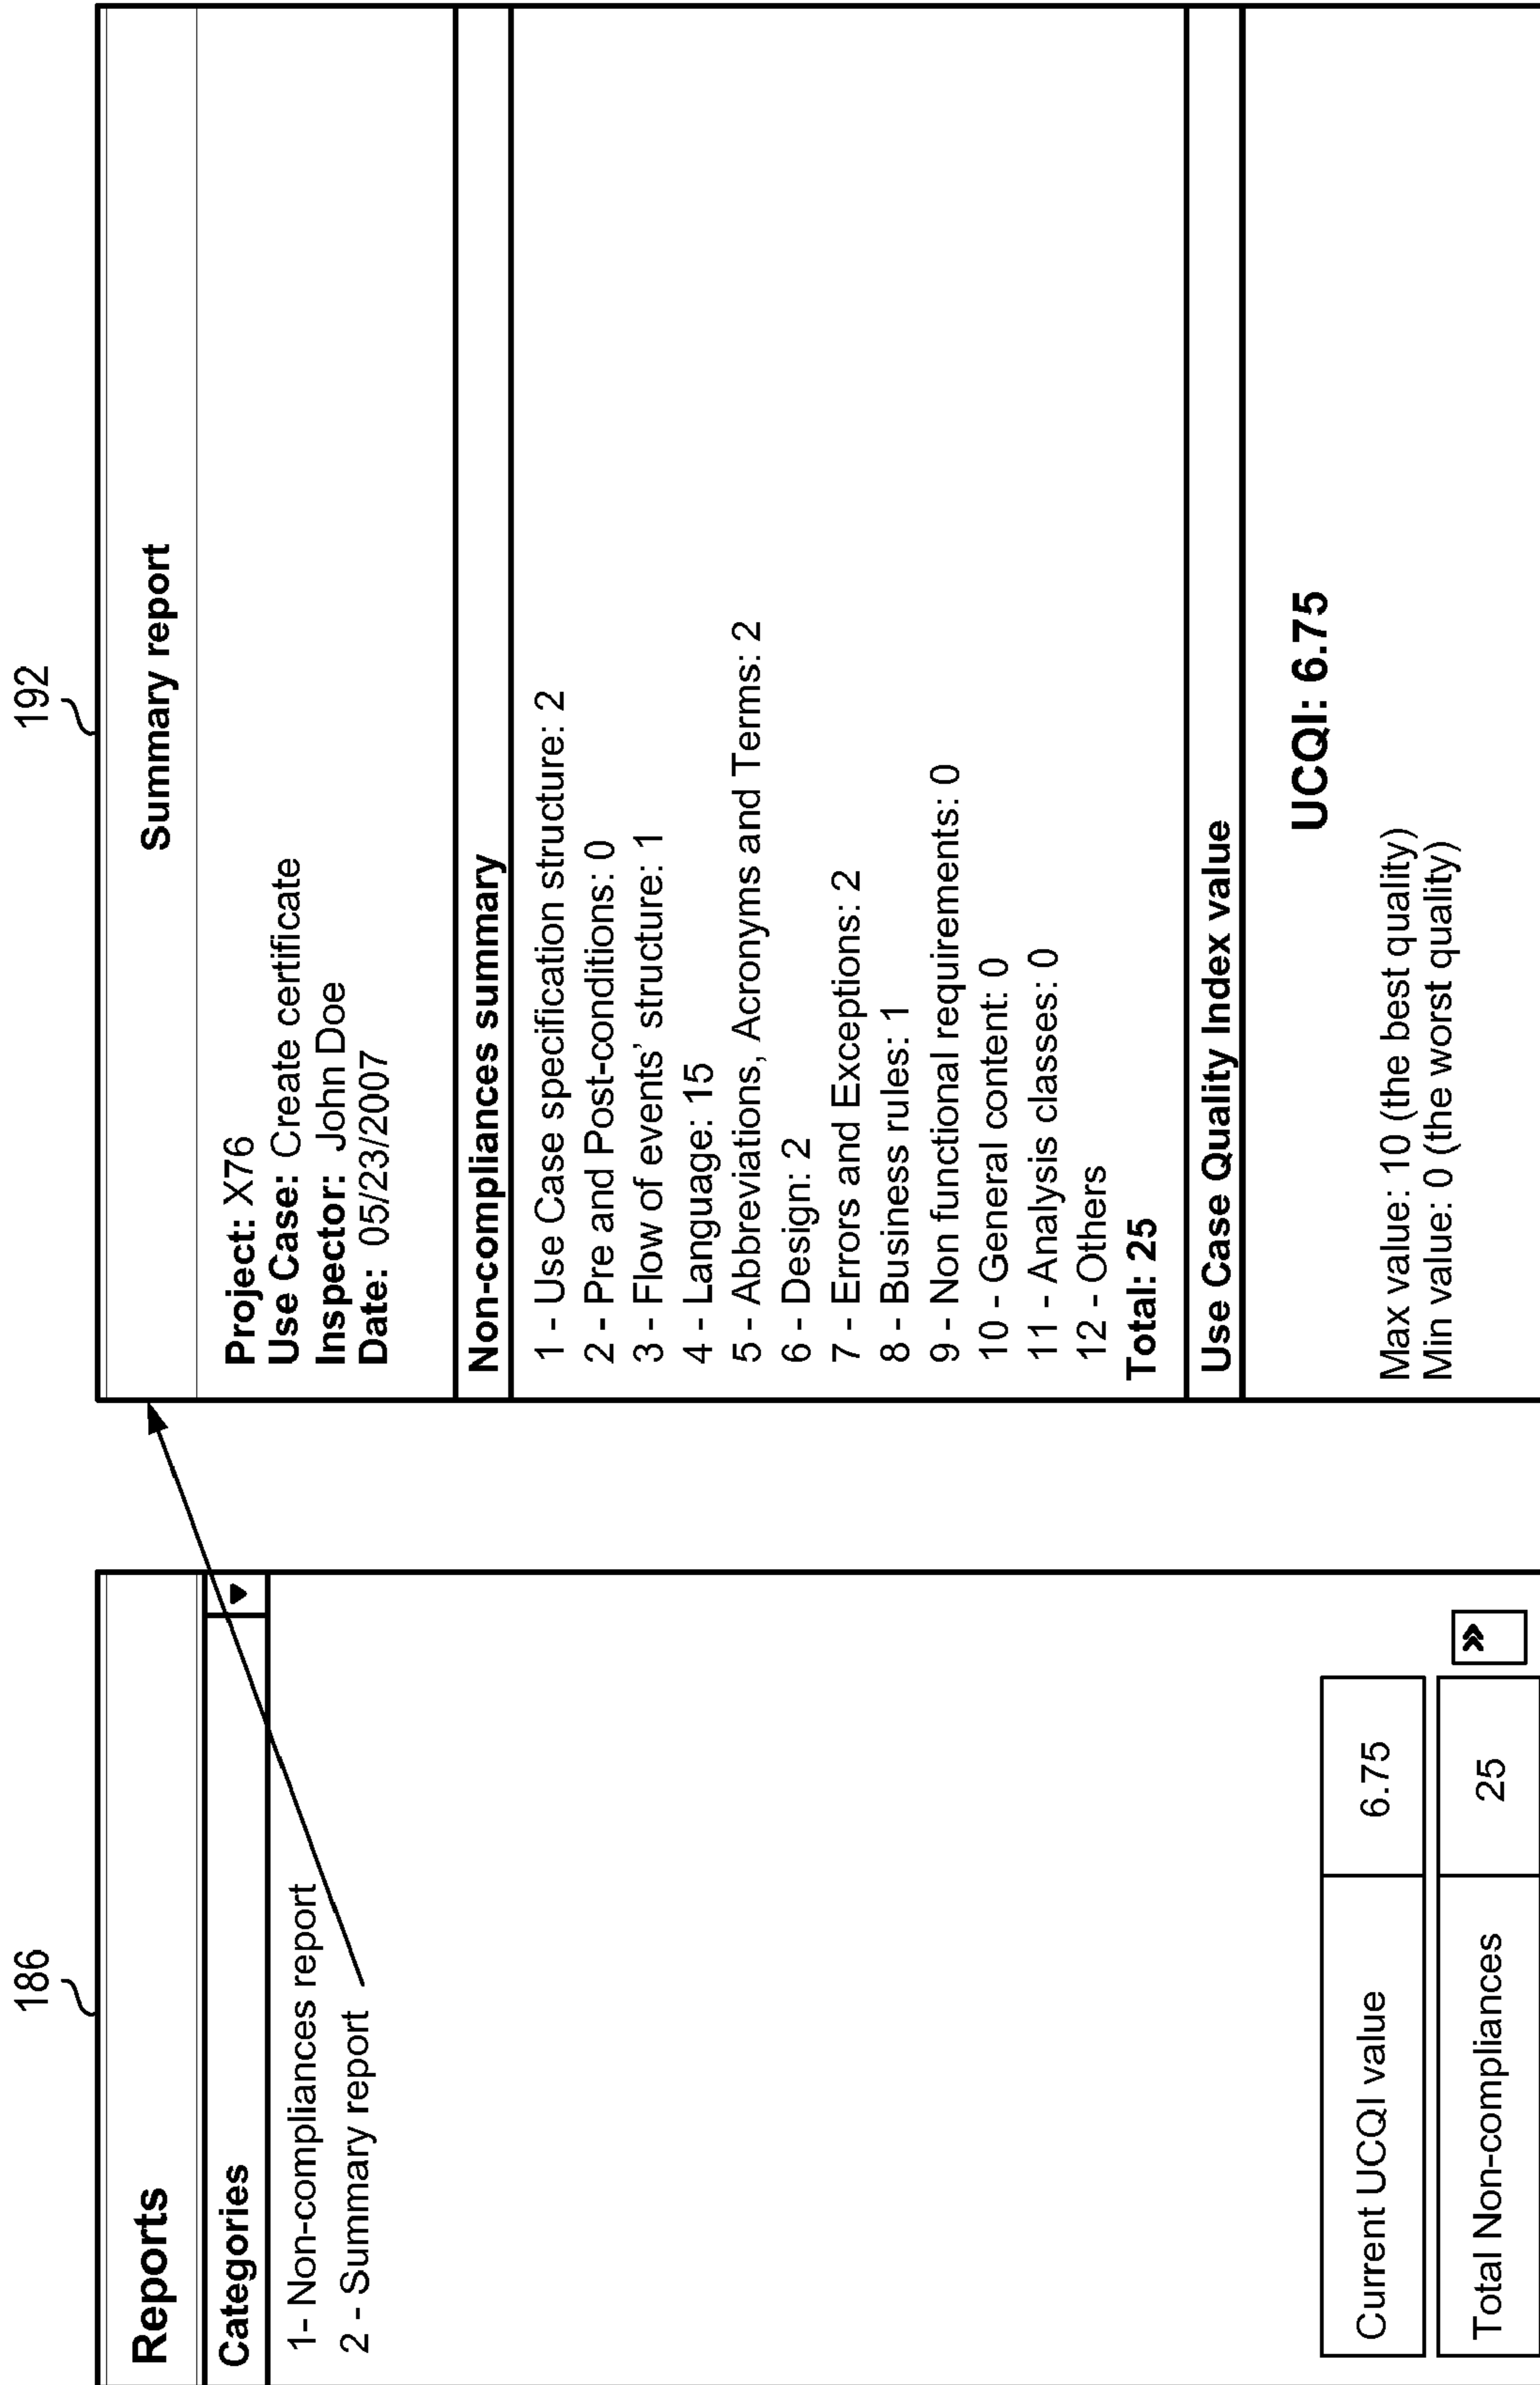 186
Reports
Categories
1- Non-compliances report
2 - Summary report
Current UCQI value 6.75
Total Non-compliances 25
192
Summary report
Project: X76
Use Case: Create certificate
Inspector: John Doe
Date: 05/23/2007
Non-compliances summary
1 - Use Case specification structure: 2
2 - Pre and Post-conditions: 0
3 - Flow of events’ structure: 1
4 - Language: 15
5 - Abbreviations, Acronyms and Terms: 2
6 - Design: 2
7 - Errors and Exceptions: 2
8 - Business rules: 1
9 - Non functional requirements: 0
10 - General content: 0
11 - Analysis classes: 0
12 - Others
Total: 25
Use Case Quality Index value
UCQI: 6.75
Max value: 10 (the best quality)
Min value: 0 (the worst quality)